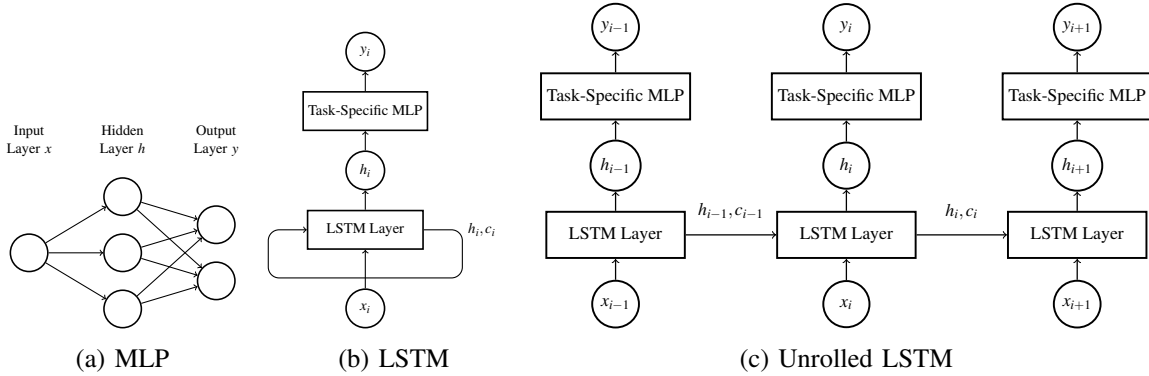 Input
Layer x
Hidden
Layer h
Output
Layer y
(a) MLP
y_i
Task-Specific MLP
h_i
LSTM Layer
h_i, c_i
x_i
(b) LSTM
y_{i−1}
y_i
y_{i+1}
Task-Specific MLP
Task-Specific MLP
Task-Specific MLP
h_{i−1}
h_i
h_{i+1}
h_{i−1}, c_{i−1}
h_i, c_i
LSTM Layer
LSTM Layer
LSTM Layer
x_{i−1}
x_i
x_{i+1}
(c) Unrolled LSTM